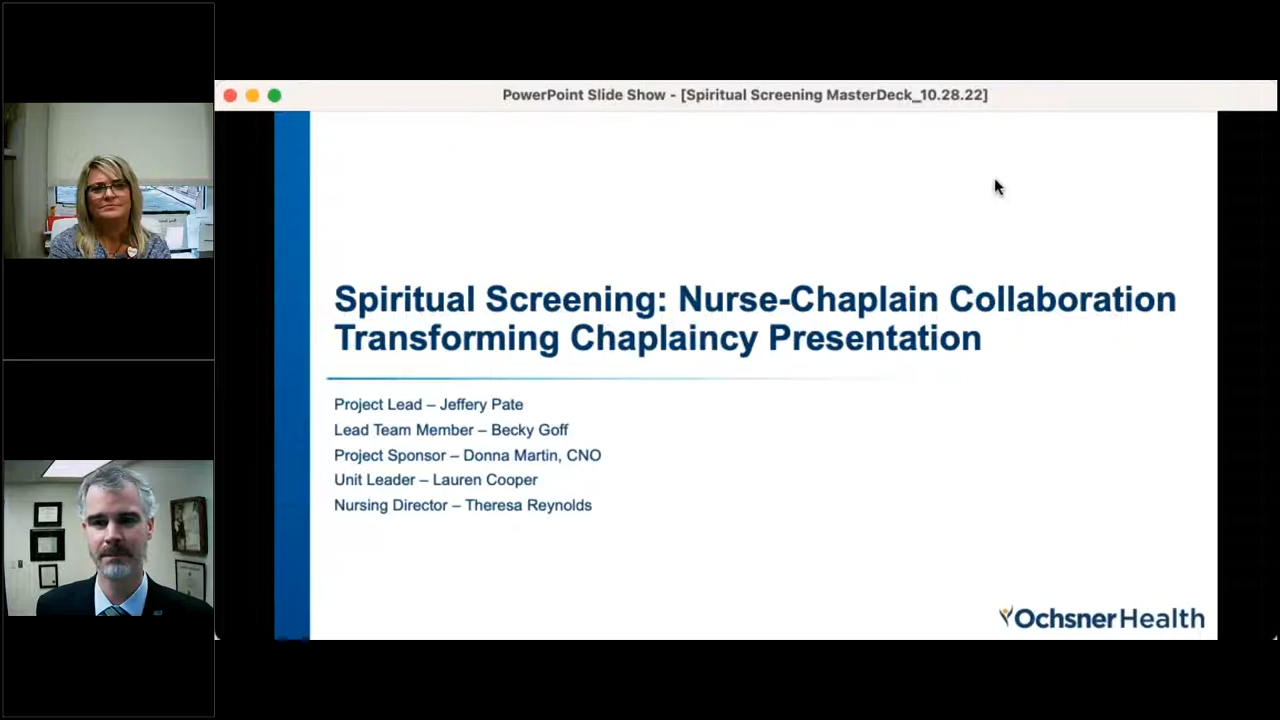 PowerPoint Slide Show - [Spiritual Screening MasterDeck_10.28.22]
Spiritual Screening: Nurse-Chaplain Collaboration
Transforming Chaplaincy Presentation
Project Lead – Jeffery Pate
Lead Team Member – Becky Goff
Project Sponsor – Donna Martin, CNO
Unit Leader – Lauren Cooper
Nursing Director – Theresa Reynolds
OchsnerHealth